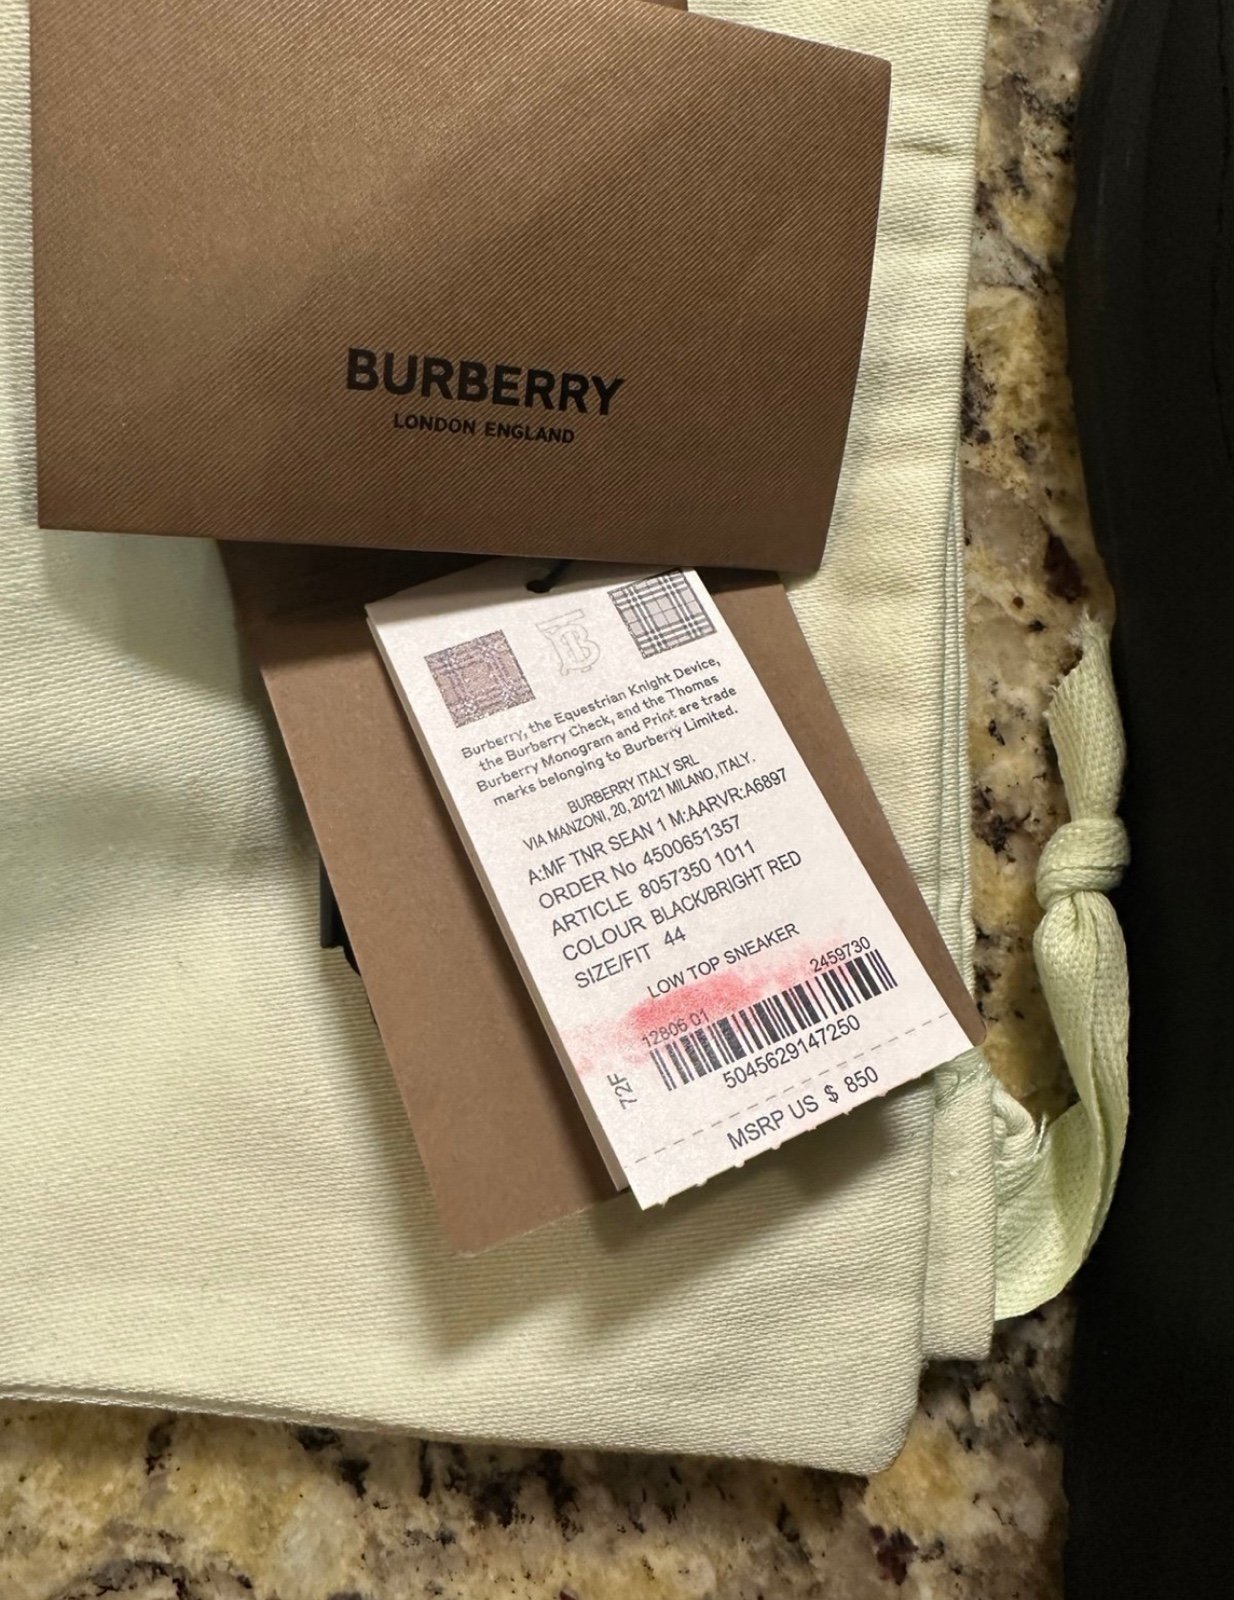 BURBERRY
LONDON ENGLAND
Burberry, the Equestrian Knight Device,
the Burberry Check, and the Thomas
Burberry Monogram and Print are trade
marks belonging to Burberry Limited.
BURBERRY ITALY SRL
VIA MANZONI, 20, 20121 MILANO, ITALY.
A:MF TNR SEAN 1 M:AARVR:A6897
ORDER No 4500651357
ARTICLE 8057350 1011
COLOUR BLACK/BRIGHT RED
SIZE/FIT 44
LOW TOP SNEAKER
12806 01 2459730
72F
5045629147250
MSRP US $ 850